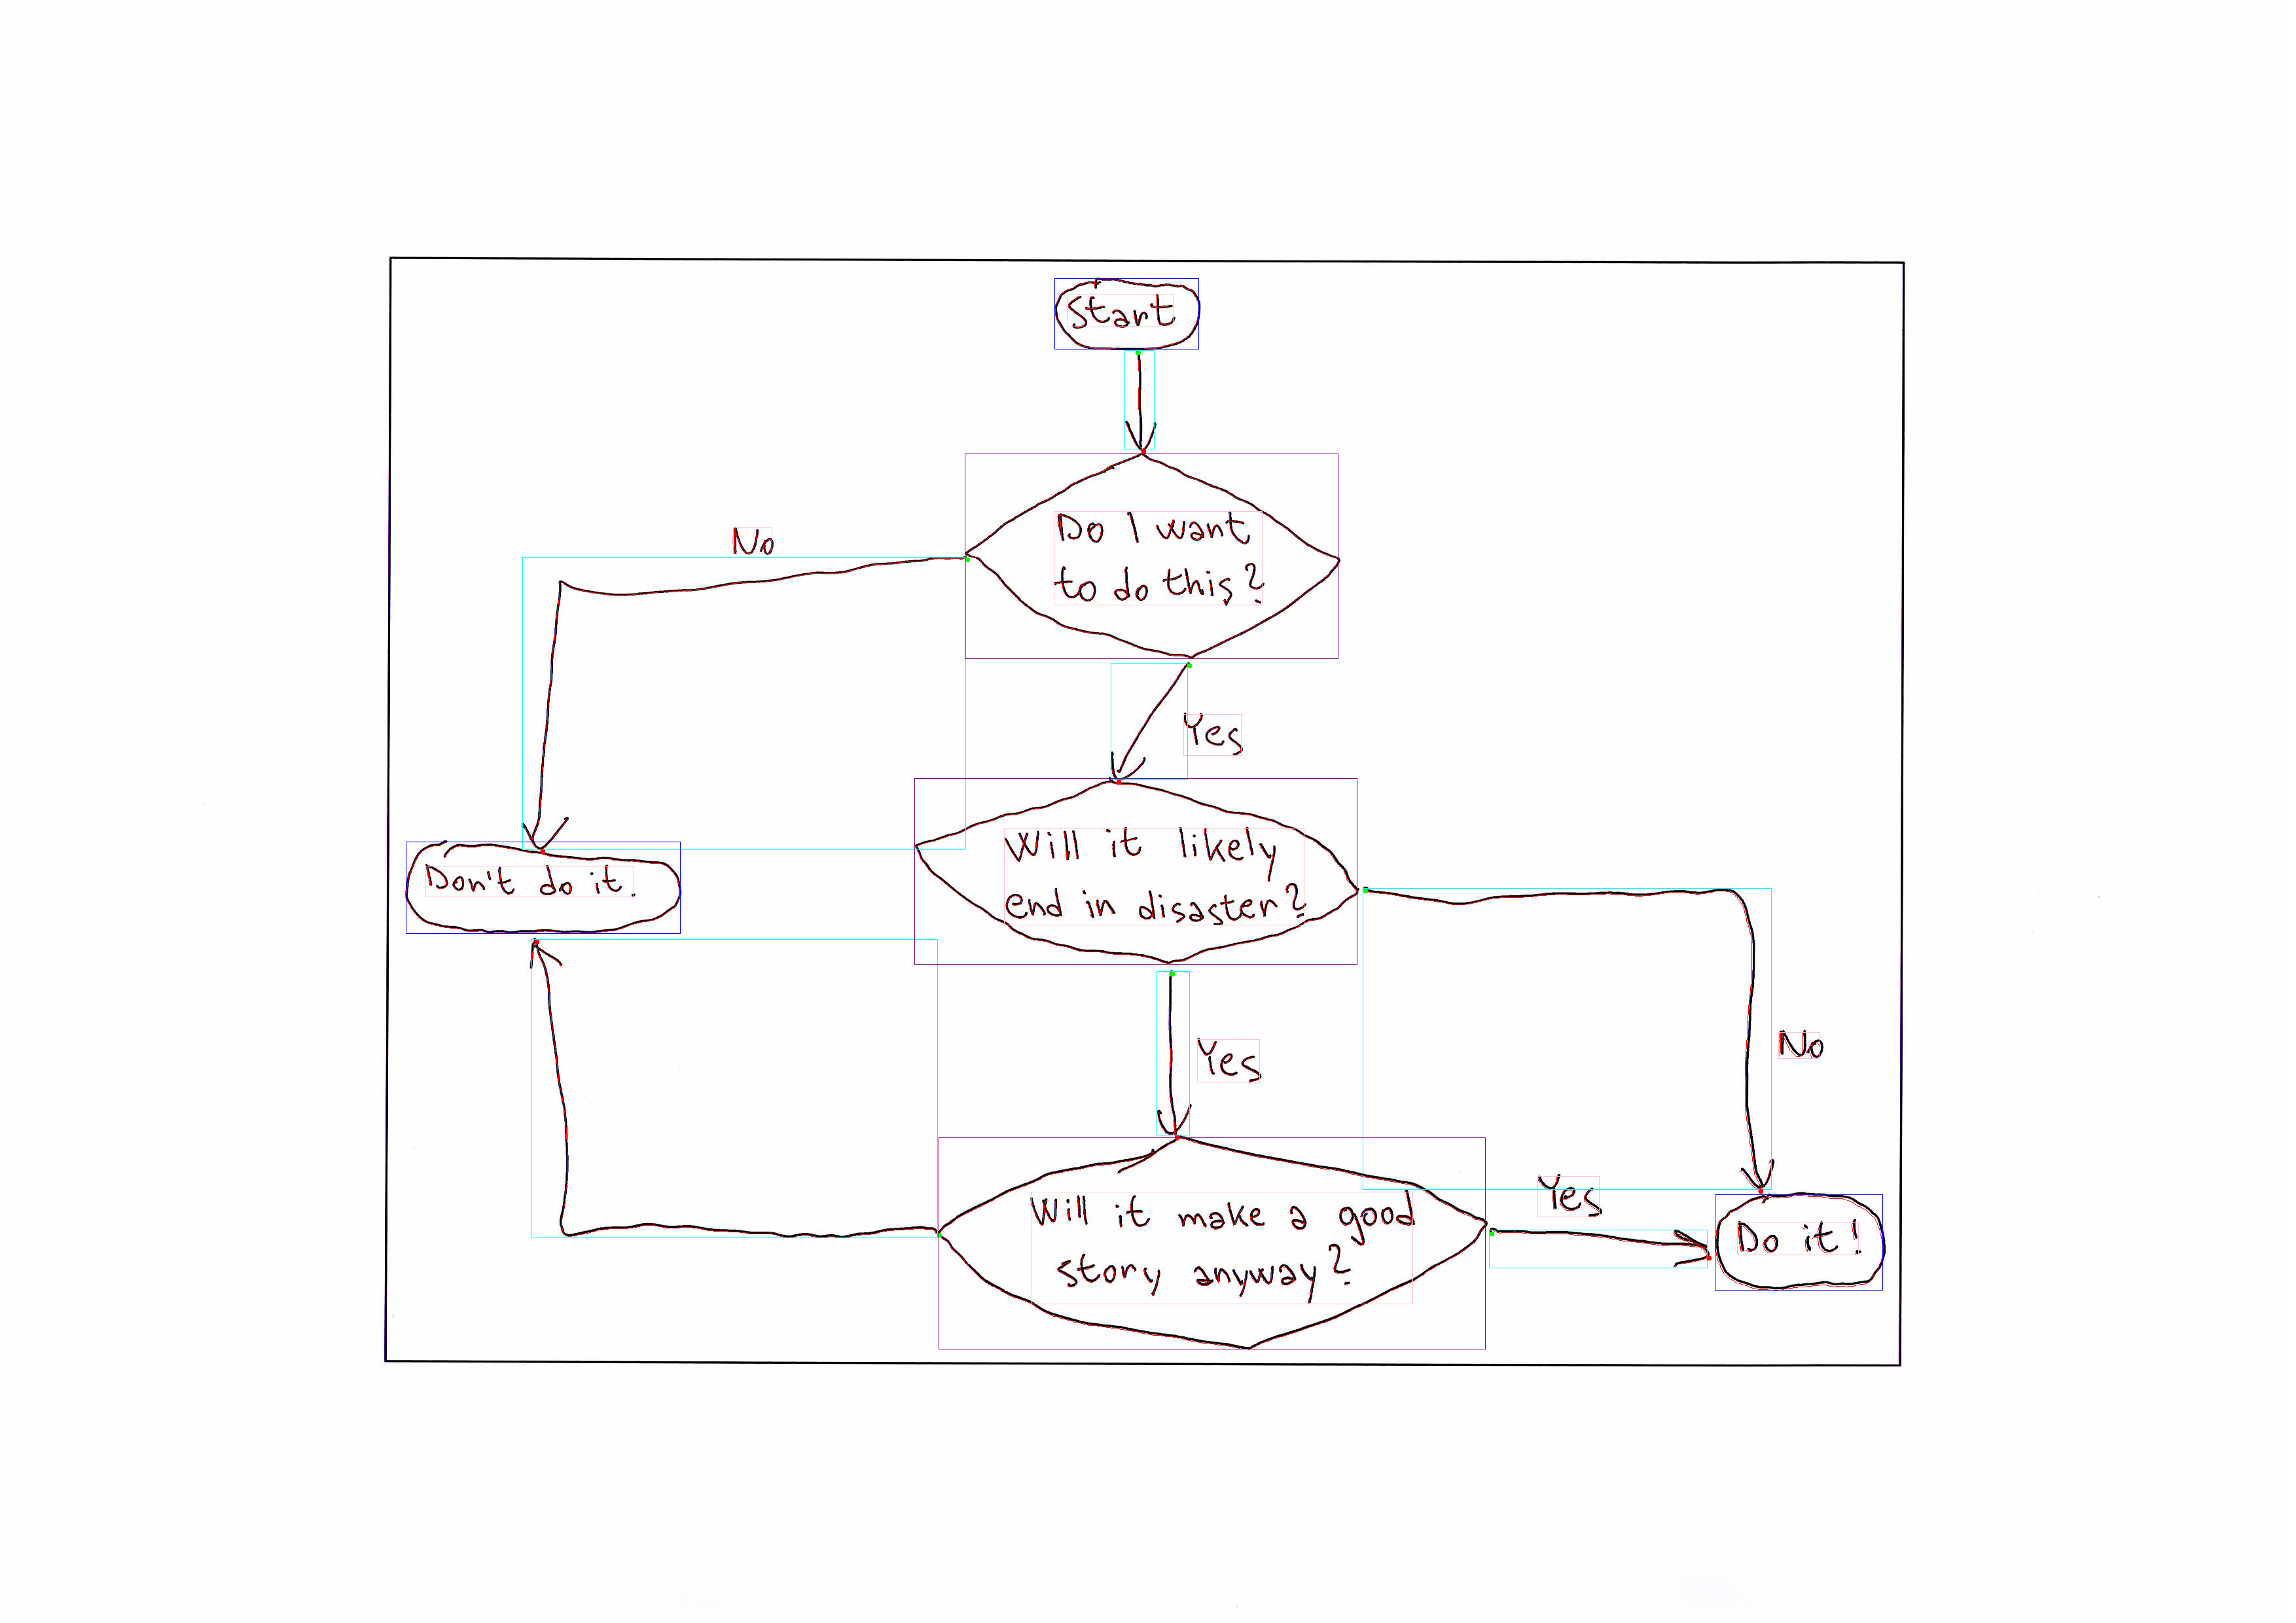 Start
Do I want
to do this?
No
Yes
Will it likely
end in disaster?
Don't do it.
No
Yes
Will it make a good
story anyway?
Yes
Do it!